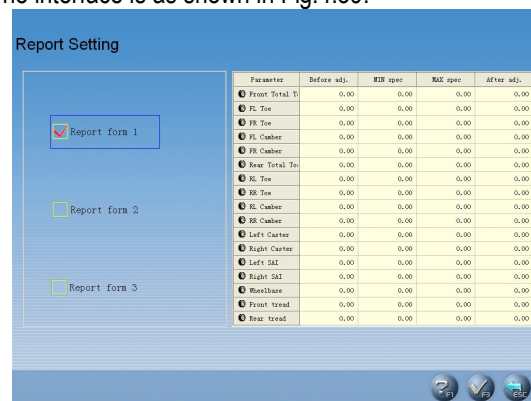 Report Setting
Report form 1
Report form 2
Report form 3
Parameter Before adj. MIN spec MAX spec After adj.
Front Total T 0.00 0.00 0.00 0.00
FL Toe 0.00 0.00 0.00 0.00
FR Toe 0.00 0.00 0.00 0.00
FL Camber 0.00 0.00 0.00 0.00
FR Camber 0.00 0.00 0.00 0.00
Rear Total To 0.00 0.00 0.00 0.00
RL Toe 0.00 0.00 0.00 0.00
RR Toe 0.00 0.00 0.00 0.00
RL Camber 0.00 0.00 0.00 0.00
RR Camber 0.00 0.00 0.00 0.00
Left Caster 0.00 0.00 0.00 0.00
Right Caster 0.00 0.00 0.00 0.00
Left SAI 0.00 0.00 0.00 0.00
Right SAI 0.00 0.00 0.00 0.00
Wheelbase 0.00 0.00 0.00 0.00
Front tread 0.00 0.00 0.00 0.00
Rear tread 0.00 0.00 0.00 0.00
? F1 F3 ESC